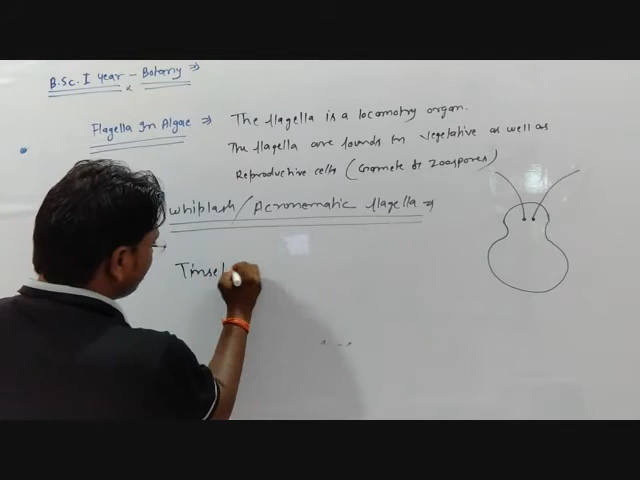 B.Sc. I year - Botany ⇒
Flagella In Algae ⇒ The flagella is a locomotry organ.
The flagella are founds in vegetative as well as
Reproductive cells (Gamete & Zoospores)
Whiplash / Acronematic flagella ⇒
Tinsel